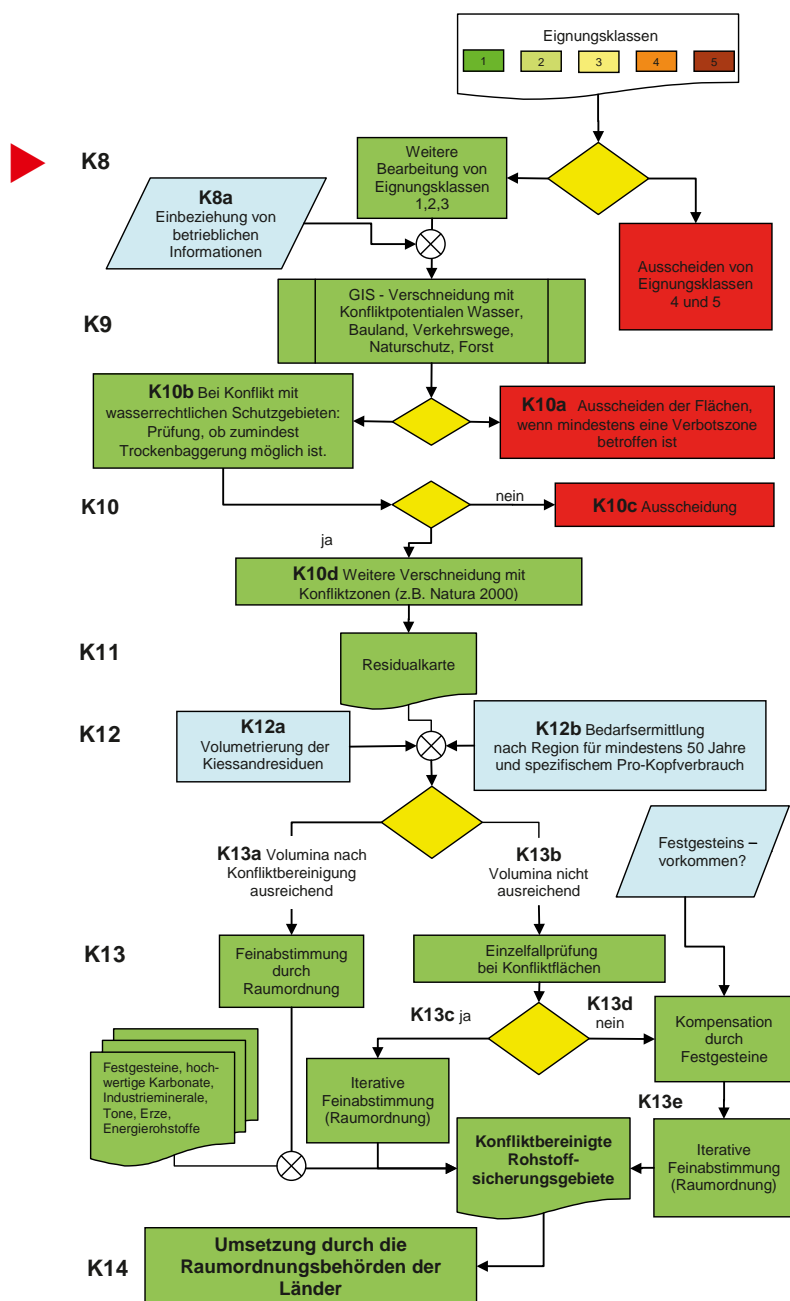 Eignungsklassen
1 2 3 4 5
K8
Weitere
Bearbeitung von
Eignungsklassen
1,2,3
K8a
Einbeziehung von
betrieblichen
Informationen
Ausscheiden von
Eignungsklassen
4 und 5
K9
GIS - Verschneidung mit
Konfliktpotentialen Wasser,
Bauland, Verkehrswege,
Naturschutz, Forst
K10b Bei Konflikt mit
wasserrechtlichen Schutzgebieten:
Prüfung, ob zumindest
Trockenbaggerung möglich ist.
K10a Ausscheiden der Flächen,
wenn mindestens eine Verbotszone
betroffen ist
K10
nein
K10c Ausscheidung
ja
K10d Weitere Verschneidung mit
Konfliktzonen (z.B. Natura 2000)
K11
Residualkarte
K12
K12a
Volumetrierung der
Kiessandresiduen
K12b Bedarfsermittlung
nach Region für mindestens 50 Jahre
und spezifischem Pro-Kopfverbrauch
K13a Volumina nach
Konfliktbereinigung
ausreichend
K13b
Volumina nicht
ausreichend
Festgesteins –
vorkommen?
K13
Feinabstimmung
durch
Raumordnung
Einzelfallprüfung
bei Konfliktflächen
K13c ja
K13d
nein
Kompensation
durch
Festgesteine
Festgesteine, hoch-
wertige Karbonate,
Industrieminerale,
Tone, Erze,
Energierohstoffe
Iterative
Feinabstimmung
(Raumordnung)
K13e
Konfliktbereinigte
Rohstoff-
sicherungsgebiete
Iterative
Feinabstimmung
(Raumordnung)
K14
Umsetzung durch die
Raumordnungsbehörden der
Länder